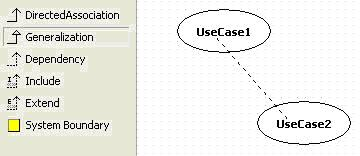 DirectedAssociation
Generalization
Dependency
I Include
E Extend
System Boundary
UseCase1
UseCase2